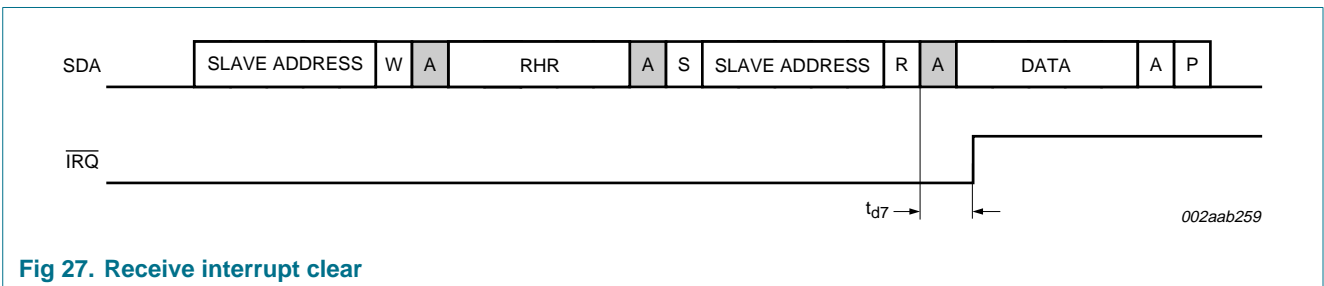 SDA SLAVE ADDRESS W A RHR A S SLAVE ADDRESS R A DATA A P
IRQ
td7
002aab259
Fig 27. Receive interrupt clear